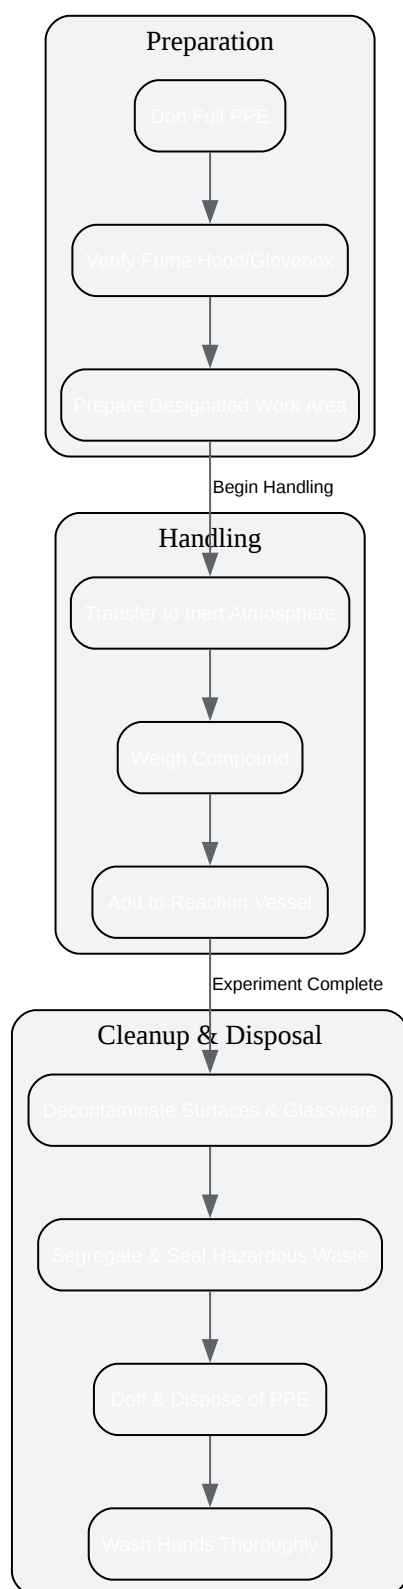 Preparation
Don Full PPE
Verify Fume Hood/Glovebox
Prepare Designated Work Area
Begin Handling
Handling
Transfer to Inert Atmosphere
Weigh Compound
Add to Reaction Vessel
Experiment Complete
Cleanup & Disposal
Decontaminate Surfaces & Glassware
Segregate & Seal Hazardous Waste
Doff & Dispose of PPE
Wash Hands Thoroughly